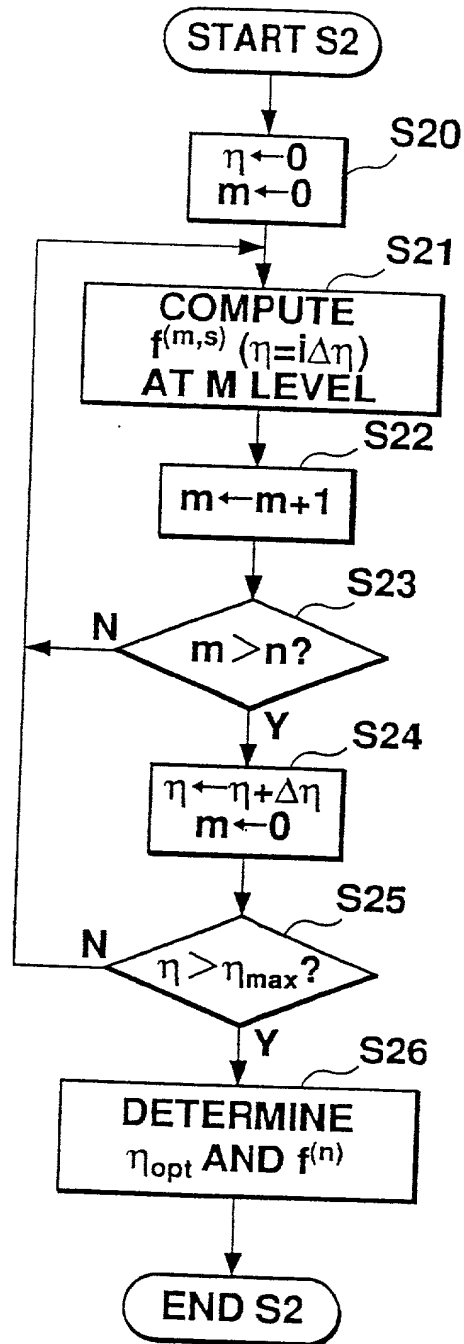 START S2
S20
η←0
m←0
S21
COMPUTE
f(m,s) (η=iΔη)
AT M LEVEL
S22
m←m+1
S23
N
m>n?
Y
S24
η←η+Δη
m←0
S25
N
η>ηmax?
Y
S26
DETERMINE
ηopt AND f(n)
END S2